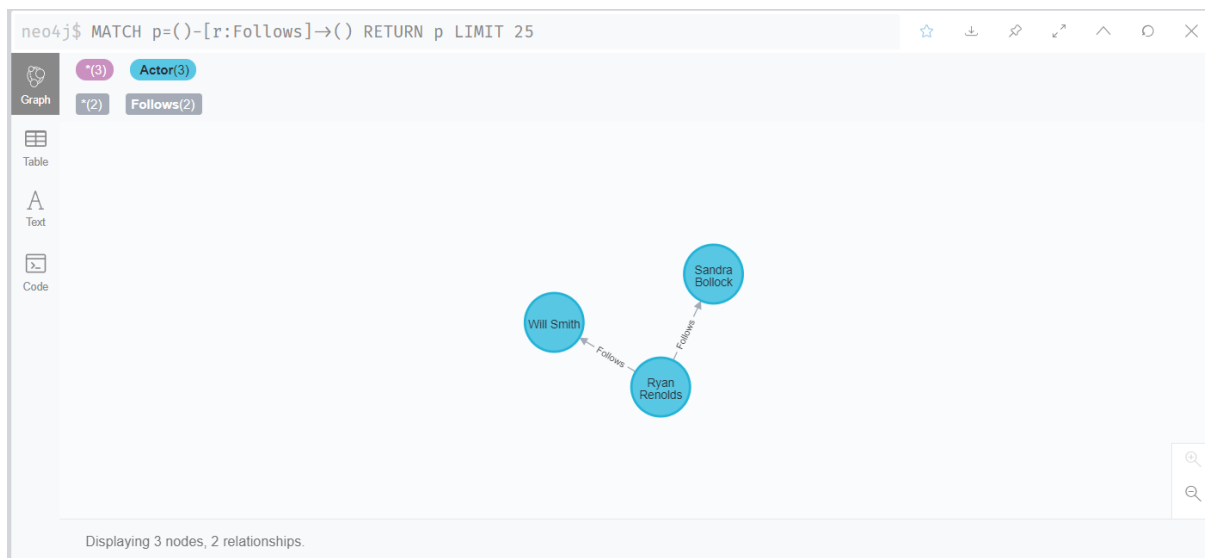 neo4j$ MATCH p=()-[r:Follows]→() RETURN p LIMIT 25
*(3) Actor(3)
Graph
*(2) Follows(2)
Table
A
Text
Code
Sandra
Bollock
Will Smith
Follows
Follows
Ryan
Renolds
Displaying 3 nodes, 2 relationships.